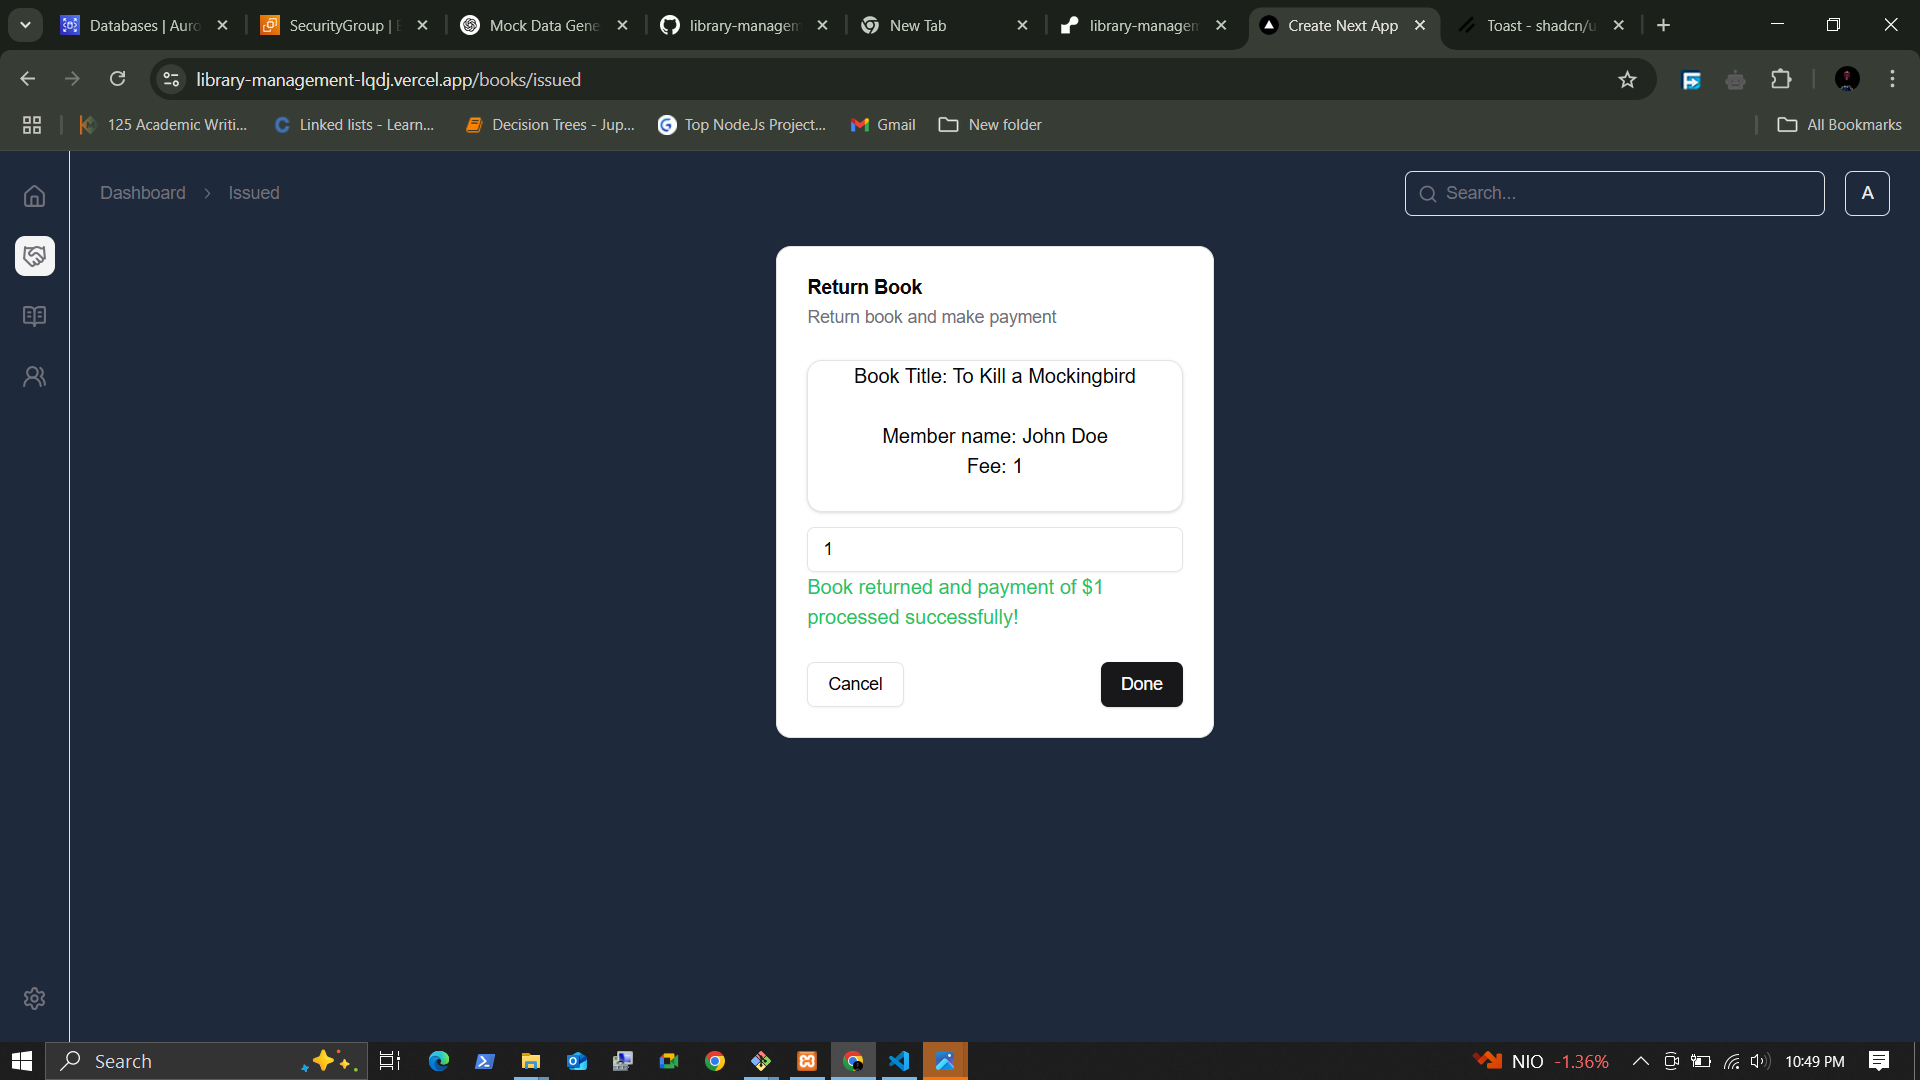 Databases | Auro
SecurityGroup | E
Mock Data Gene
library-managem
New Tab
library-managem
Create Next App
Toast - shadcn/u
library-management-lqdj.vercel.app/books/issued
125 Academic Writi...
Linked lists - Learn...
Decision Trees - Jup...
Top Node.Js Project...
Gmail
New folder
All Bookmarks
Dashboard > Issued
Search...
A
Return Book
Return book and make payment
Book Title: To Kill a Mockingbird
Member name: John Doe
Fee: 1
1
Book returned and payment of $1
processed successfully!
Cancel
Done
Search
NIO -1.36%
10:49 PM